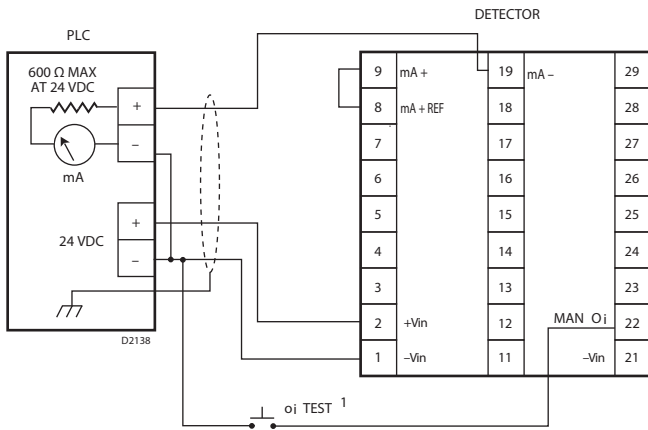 DETECTOR
PLC
600 Ω MAX
AT 24 VDC
+
–
mA
24 VDC
+
–
D2138
9 mA + 19 mA – 29
8 mA + REF 18 28
7 17 27
6 16 26
5 15 25
4 14 24
3 13 23
2 +Vin 12 MAN Oi 22
1 –Vin 11 –Vin 21
oi TEST 1